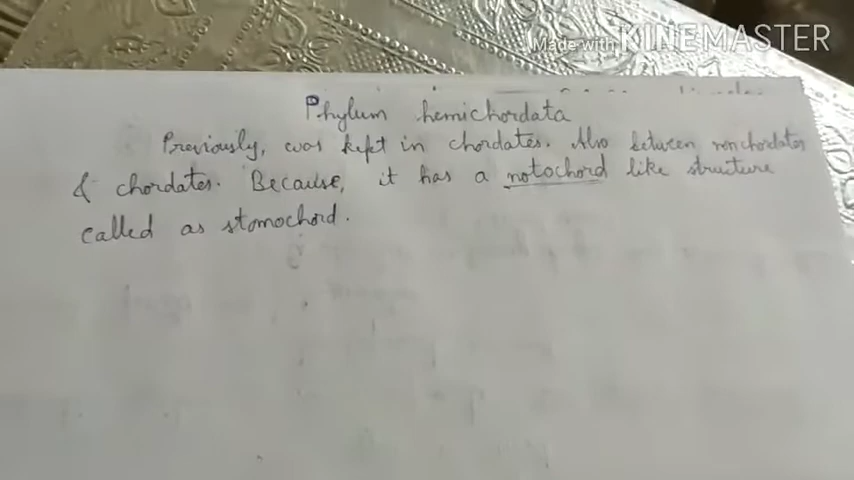 Made with KINEMASTER
Phylum hemichordata
Previously, was kept in chordates. Also between nonchordates
& chordates. Because, it has a notochord like structure
called as stomochord.